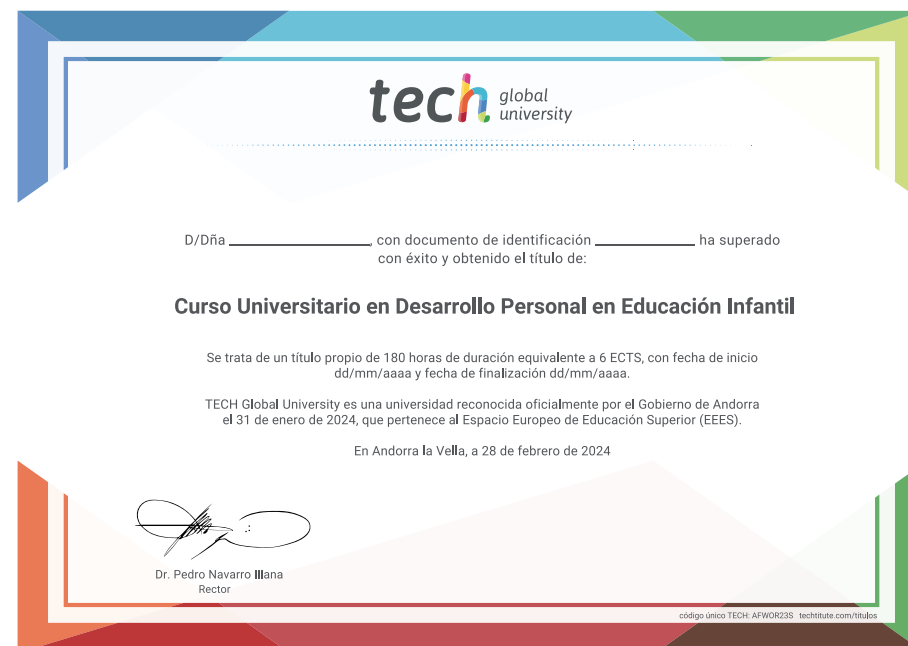 tech global university
D/Dña ____________________, con documento de identificación ______________ ha superado
con éxito y obtenido el título de:
Curso Universitario en Desarrollo Personal en Educación Infantil
Se trata de un título propio de 180 horas de duración equivalente a 6 ECTS, con fecha de inicio
dd/mm/aaaa y fecha de finalización dd/mm/aaaa.
TECH Global University es una universidad reconocida oficialmente por el Gobierno de Andorra
el 31 de enero de 2024, que pertenece al Espacio Europeo de Educación Superior (EEES).
En Andorra la Vella, a 28 de febrero de 2024
Dr. Pedro Navarro Illana
Rector
código único TECH: AFWOR23S techtitute.com/titulos